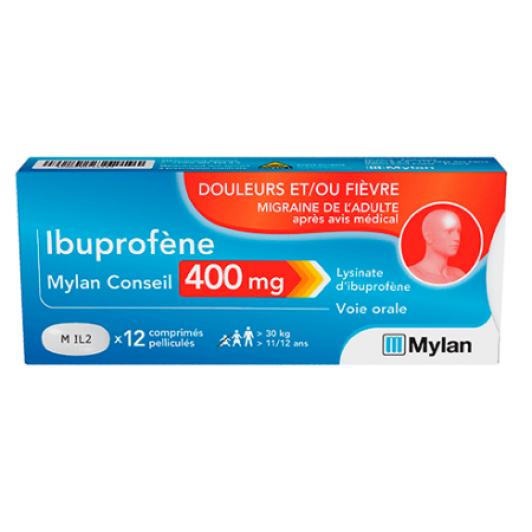 DOULEURS ET/OU FIÈVRE
MIGRAINE DE L'ADULTE
après avis médical
Ibuprofène
Mylan Conseil 400 mg
Lysinate
d'ibuprofène
Voie orale
M IL2
x12 comprimés
pelliculés
> 30 kg
> 11/12 ans
Mylan